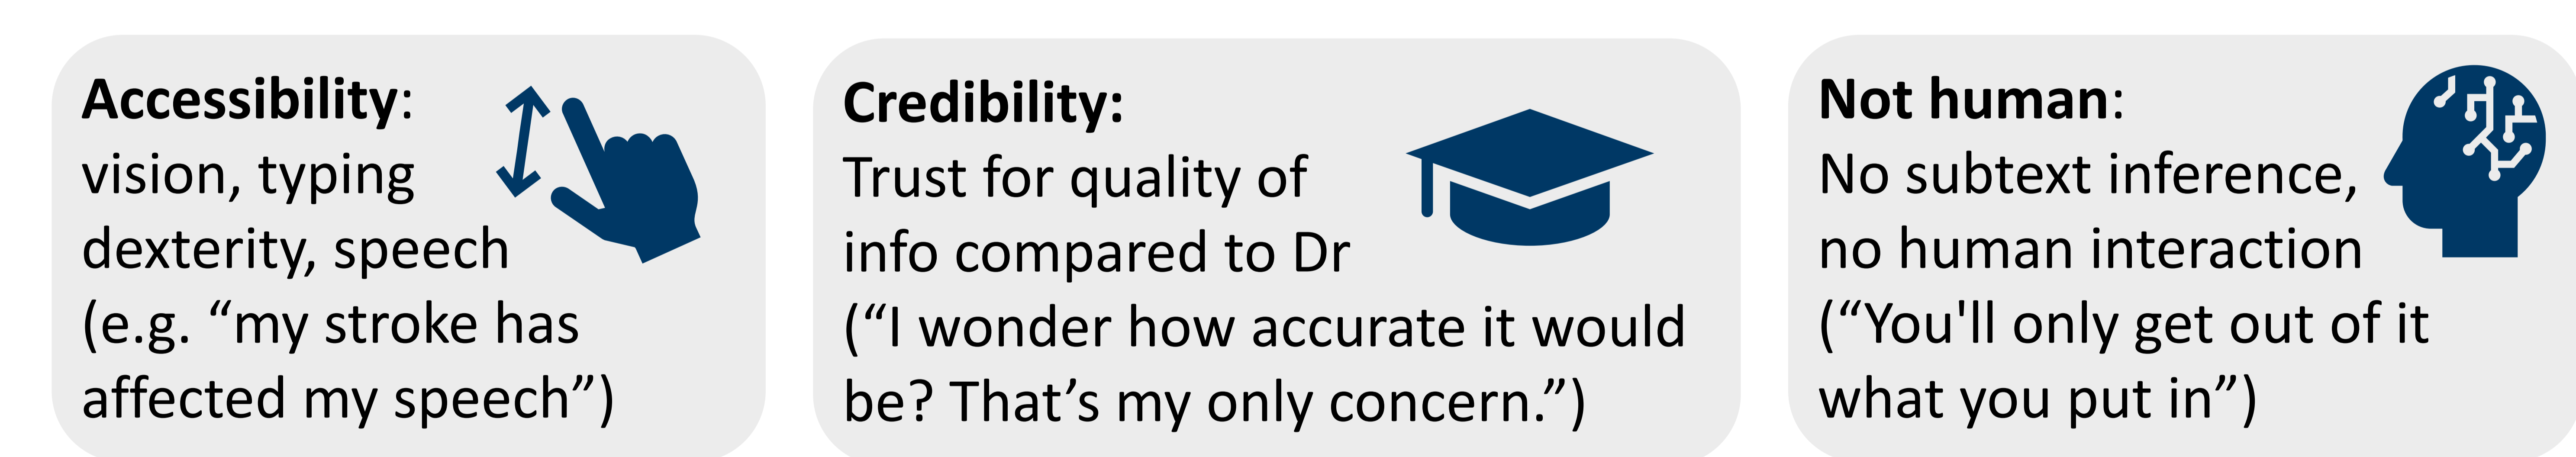 Accessibility:
vision, typing
dexterity, speech
(e.g. “my stroke has
affected my speech”)
Credibility:
Trust for quality of
info compared to Dr
(“I wonder how accurate it would
be? That’s my only concern.”)
Not human:
No subtext inference,
no human interaction
(“You'll only get out of it
what you put in”)